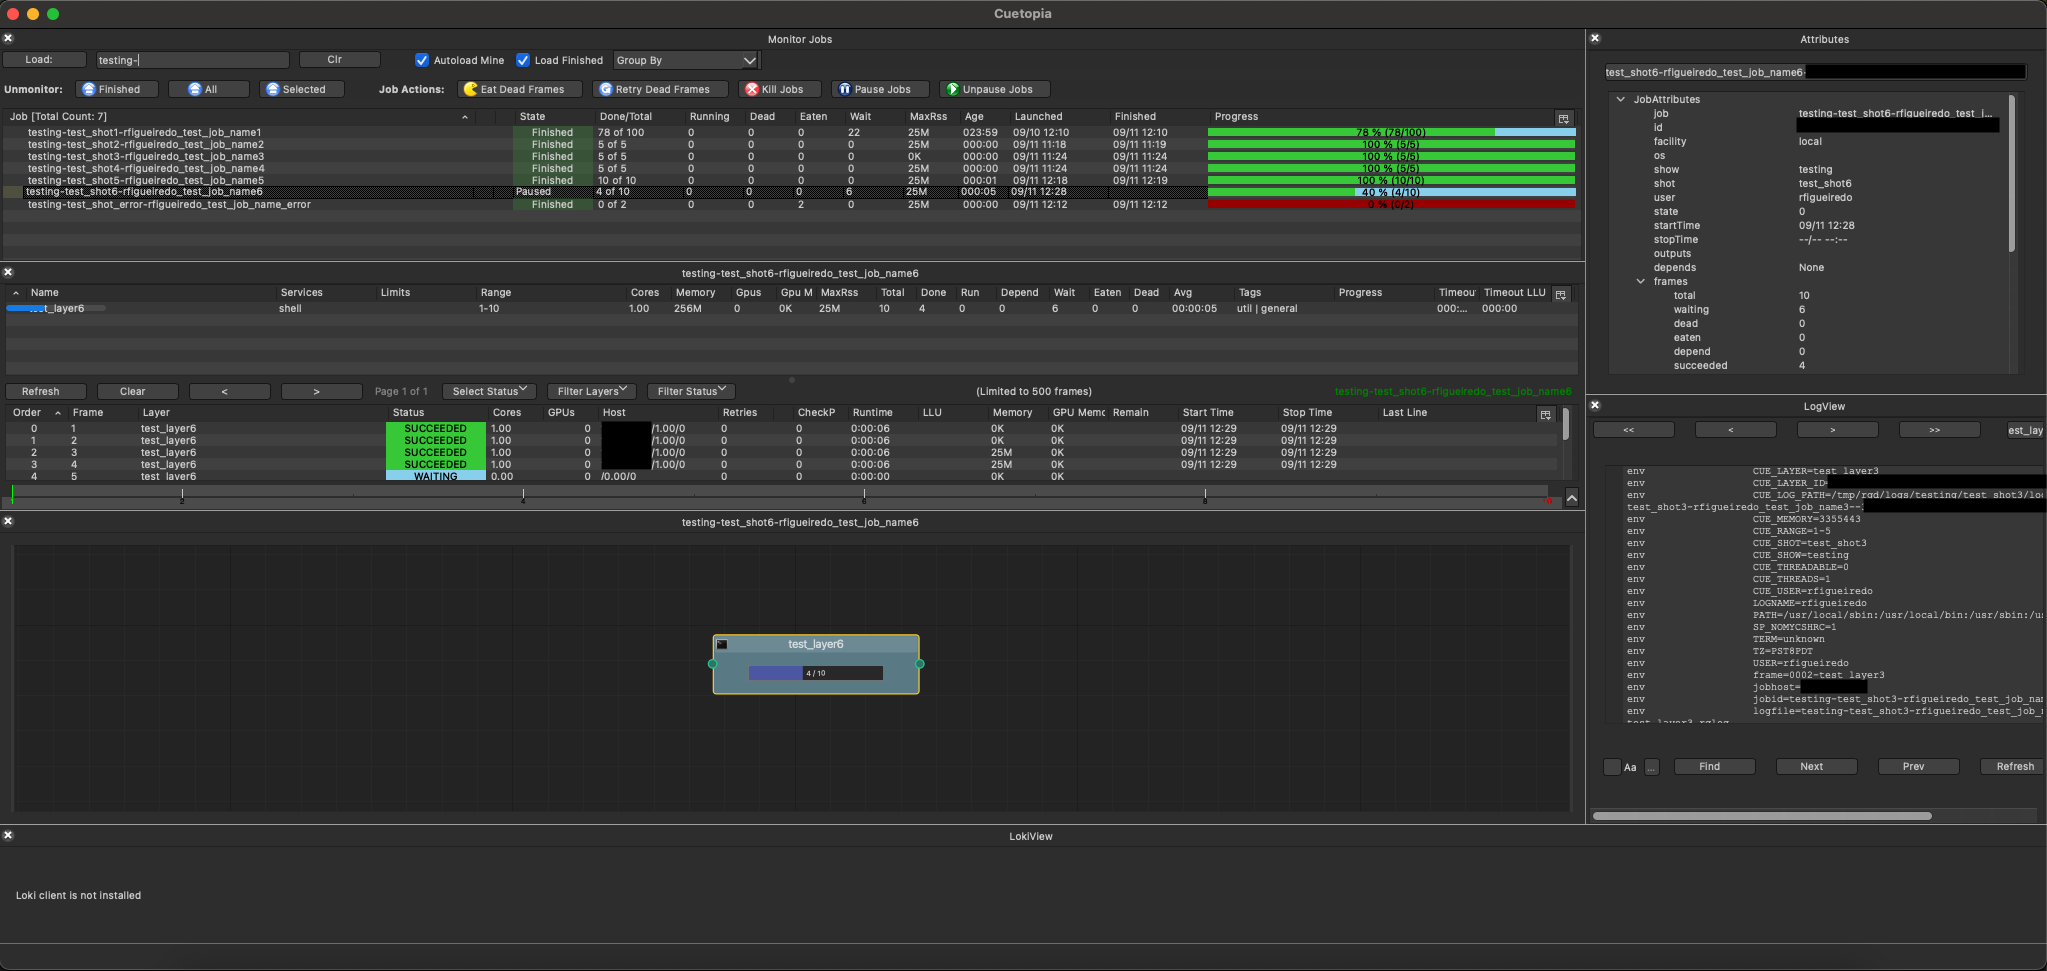 Cuetopia
Monitor Jobs
Load: testing- Clr Autoload Mine Load Finished Group By
Unmonitor: Finished All Selected Job Actions: Eat Dead Frames Retry Dead Frames Kill Jobs Pause Jobs Unpause Jobs
Job [Total Count: 7] State Done/Total Running Dead Eaten Wait MaxRss Age Launched Finished Progress
testing-test_shot1-rfigueiredo_test_job_name1 Finished 78 of 100 0 0 0 22 25M 023:59 09/10 12:10 09/11 12:10 78 % (78/100)
testing-test_shot2-rfigueiredo_test_job_name2 Finished 5 of 5 0 0 0 0 25M 000:00 09/11 11:18 09/11 11:19 100 % (5/5)
testing-test_shot3-rfigueiredo_test_job_name3 Finished 5 of 5 0 0 0 0 0K 000:00 09/11 11:24 09/11 11:24 100 % (5/5)
testing-test_shot4-rfigueiredo_test_job_name4 Finished 5 of 5 0 0 0 0 25M 000:00 09/11 11:24 09/11 11:24 100 % (5/5)
testing-test_shot5-rfigueiredo_test_job_name5 Finished 10 of 10 0 0 0 0 25M 000:01 09/11 12:18 09/11 12:19 100 % (10/10)
testing-test_shot6-rfigueiredo_test_job_name6 Paused 4 of 10 0 0 0 6 25M 000:05 09/11 12:28 40 % (4/10)
testing-test_shot_error-rfigueiredo_test_job_name_error Finished 0 of 2 0 0 2 0 25M 000:00 09/11 12:12 09/11 12:12 0 % (0/2)
testing-test_shot6-rfigueiredo_test_job_name6
Name Services Limits Range Cores Memory Gpus Gpu M MaxRss Total Done Run Depend Wait Eaten Dead Avg Tags Progress Timeout Timeout LLU
test_layer6 shell 1-10 1.00 256M 0 0K 25M 10 4 0 0 6 0 0 00:00:05 util | general 000:... 000:00
Refresh Clear < > Page 1 of 1 Select Status Filter Layers Filter Status (Limited to 500 frames) testing-test_shot6-rfigueiredo_test_job_name6
Order Frame Layer Status Cores GPUs Host Retries CheckP Runtime LLU Memory GPU Memc Remain Start Time Stop Time Last Line
0 1 test_layer6 SUCCEEDED 1.00 0 /1.00/0 0 0:00:06 0K 0K 09/11 12:29 09/11 12:29
1 2 test_layer6 SUCCEEDED 1.00 0 /1.00/0 0 0:00:06 0K 0K 09/11 12:29 09/11 12:29
2 3 test_layer6 SUCCEEDED 1.00 0 /1.00/0 0 0:00:06 25M 0K 09/11 12:29 09/11 12:29
3 4 test_layer6 SUCCEEDED 1.00 0 /1.00/0 0 0:00:06 25M 0K 09/11 12:29 09/11 12:29
4 5 test_layer6 WAITING 0.00 0 /0.00/0 0 0K 0K
2 4 6 8
testing-test_shot6-rfigueiredo_test_job_name6
test_layer6
4 / 10
LokiView
Loki client is not installed
Attributes
test_shot6-rfigueiredo_test_job_name6
JobAttributes
job testing-test_shot6-rfigueiredo_test_j...
id
facility local
os
show testing
shot test_shot6
user rfigueiredo
state 0
startTime 09/11 12:28
stopTime --/-- --:--
outputs
depends None
frames
total 10
waiting 6
dead 0
eaten 0
depend 0
succeeded 4
LogView
<< < > >> est_lay
env CUE_LAYER=test_layer3
env CUE_LAYER_ID=
env CUE_LOG_PATH=/tmp/rqd/logs/testing/test_shot3/lo
test_shot3-rfigueiredo_test_job_name3--
env CUE_MEMORY=3355443
env CUE_RANGE=1-5
env CUE_SHOT=test_shot3
env CUE_SHOW=testing
env CUE_THREADABLE=0
env CUE_THREADS=1
env CUE_USER=rfigueiredo
env LOGNAME=rfigueiredo
env PATH=/usr/local/sbin:/usr/local/bin:/usr/sbin:/us
env SP_NOMYCSHRC=1
env TERM=unknown
env TZ=PST8PDT
env USER=rfigueiredo
env frame=0002-test_layer3
env jobhost=
env jobid=testing-test_shot3-rfigueiredo_test_job_na
env logfile=testing-test_shot3-rfigueiredo_test_job_
test_layer3.rqlog
Aa ... Find Next Prev Refresh